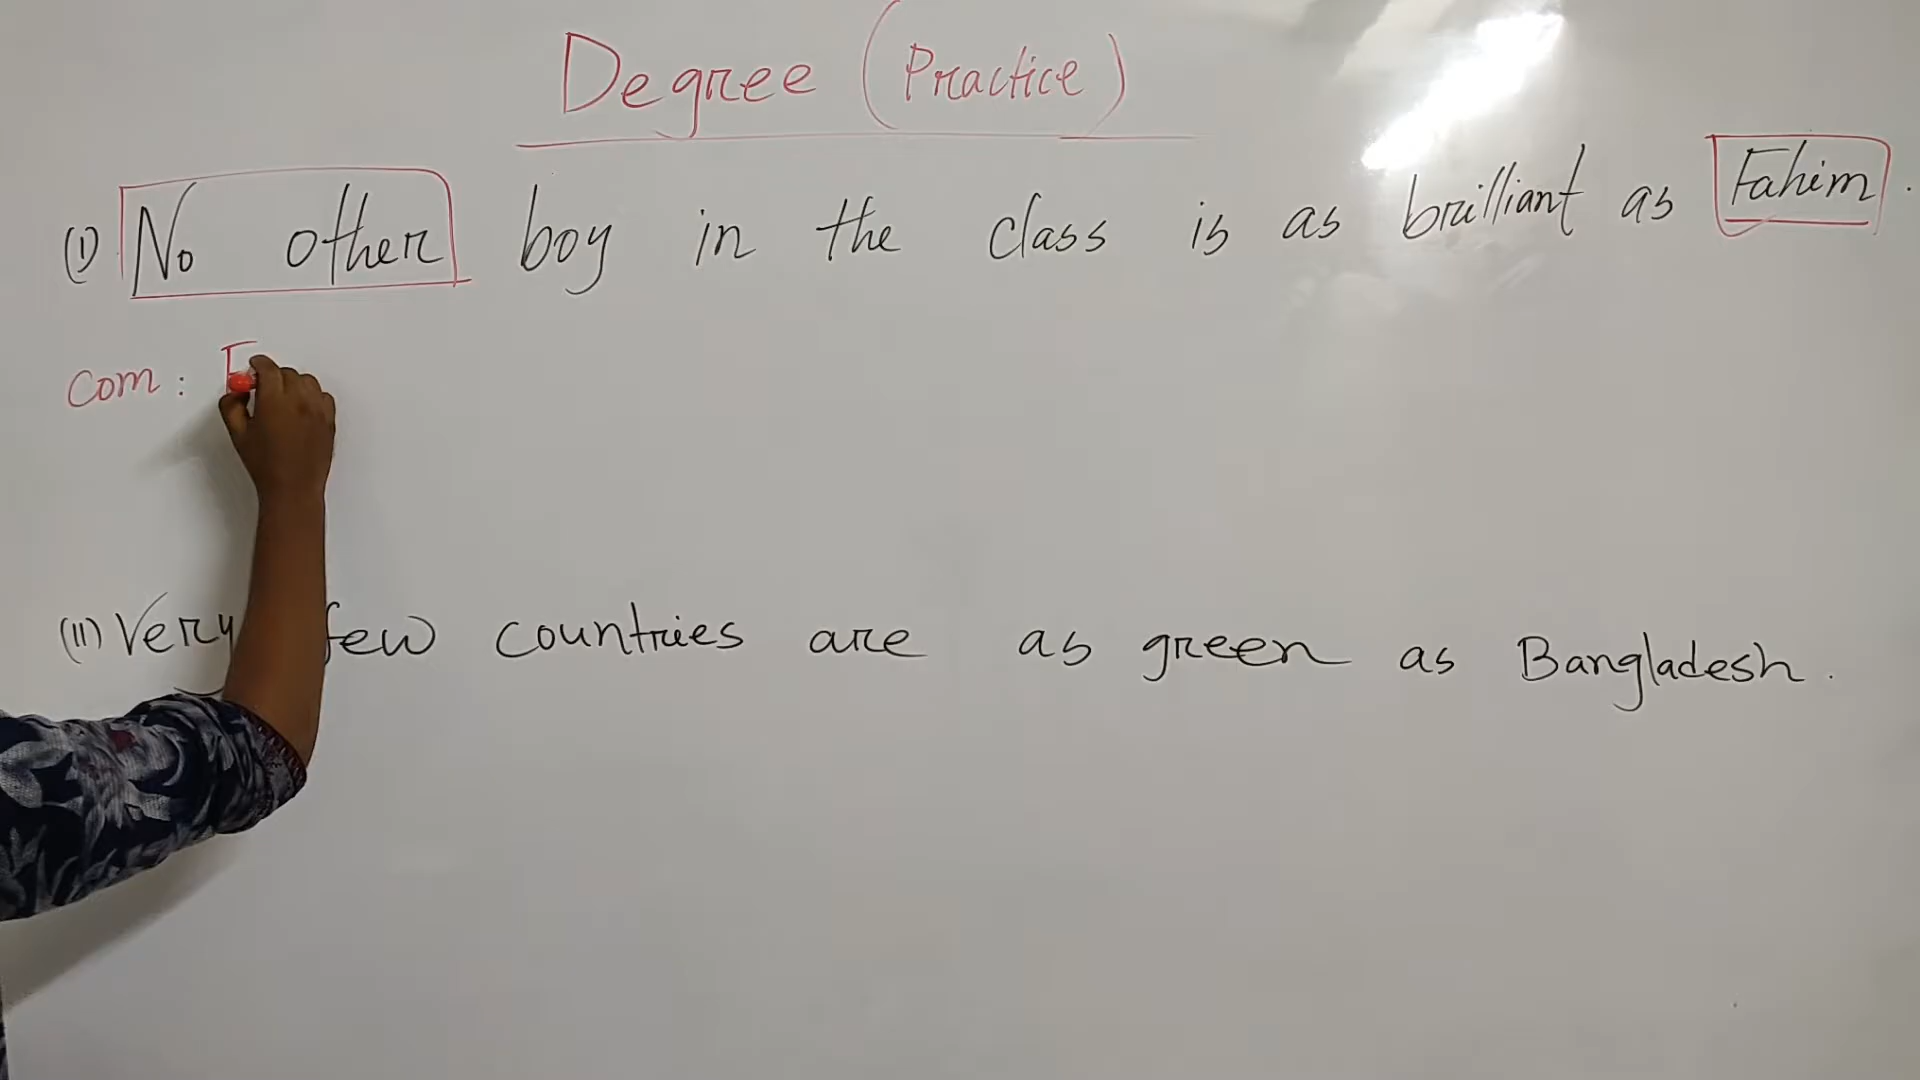 Degree (Practice)
(I) No other boy in the class is as brilliant as Fahim.
Com: F
(II) Very few countries are as green as Bangladesh.